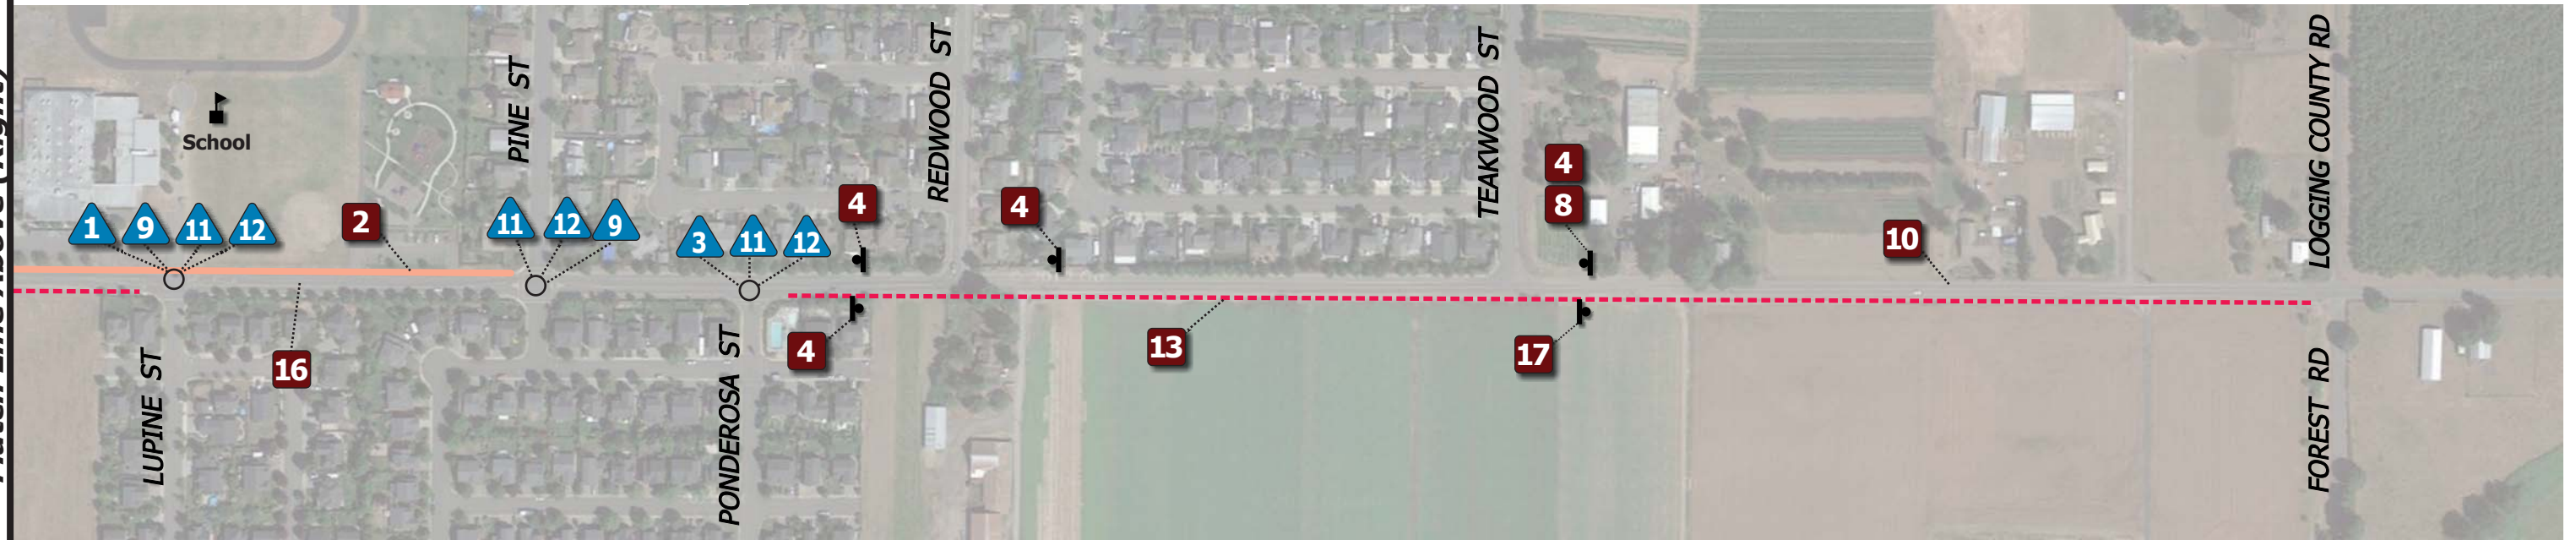 School
PINE ST
REDWOOD ST
TEAKWOOD ST
LOGGING COUNTY RD
1
9
11
12
2
11
12
9
3
11
12
4
4
4
8
10
16
LUPINE ST
PONDEROSA ST
4
13
17
FOREST RD